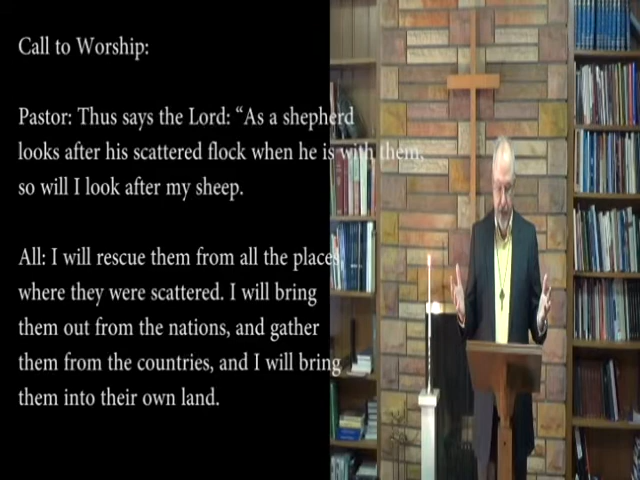 Call to Worship:
Pastor: Thus says the Lord: “As a shepherd
looks after his scattered flock when he is with them,
so will I look after my sheep.
All: I will rescue them from all the places
where they were scattered. I will bring
them out from the nations, and gather
them from the countries, and I will bring
them into their own land.